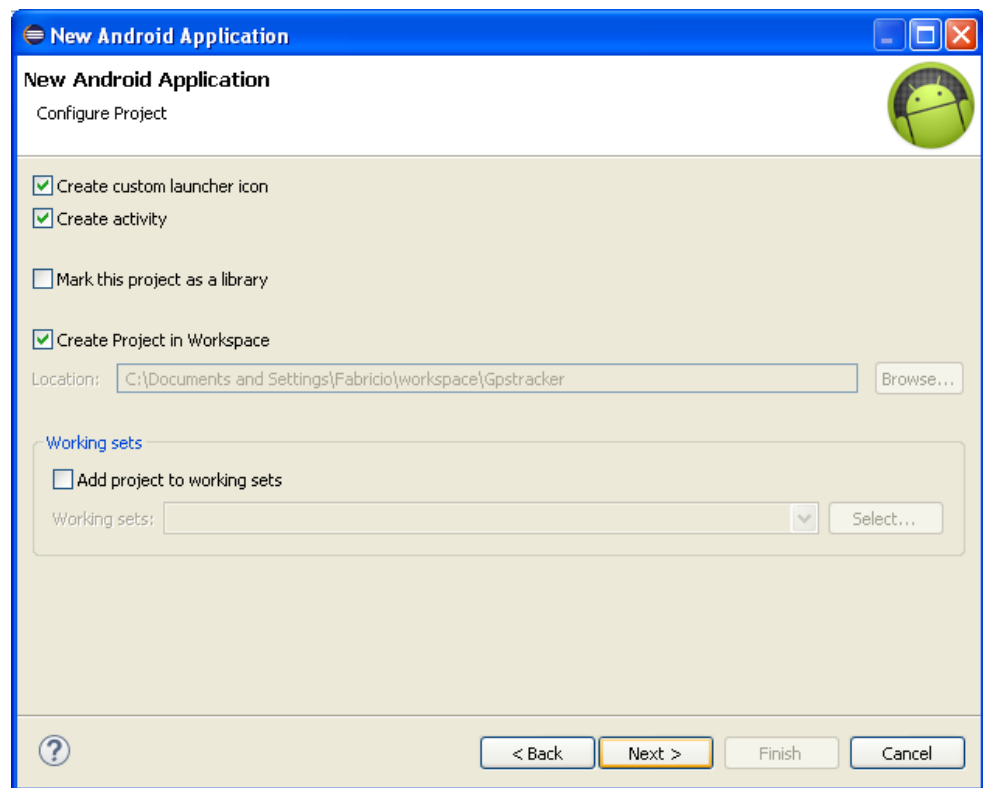 New Android Application
New Android Application
Configure Project
Create custom launcher icon
Create activity
Mark this project as a library
Create Project in Workspace
Location: C:\Documents and Settings\Fabricio\workspace\Gpstracker Browse...
Working sets
Add project to working sets
Working sets: Select...
? < Back Next > Finish Cancel